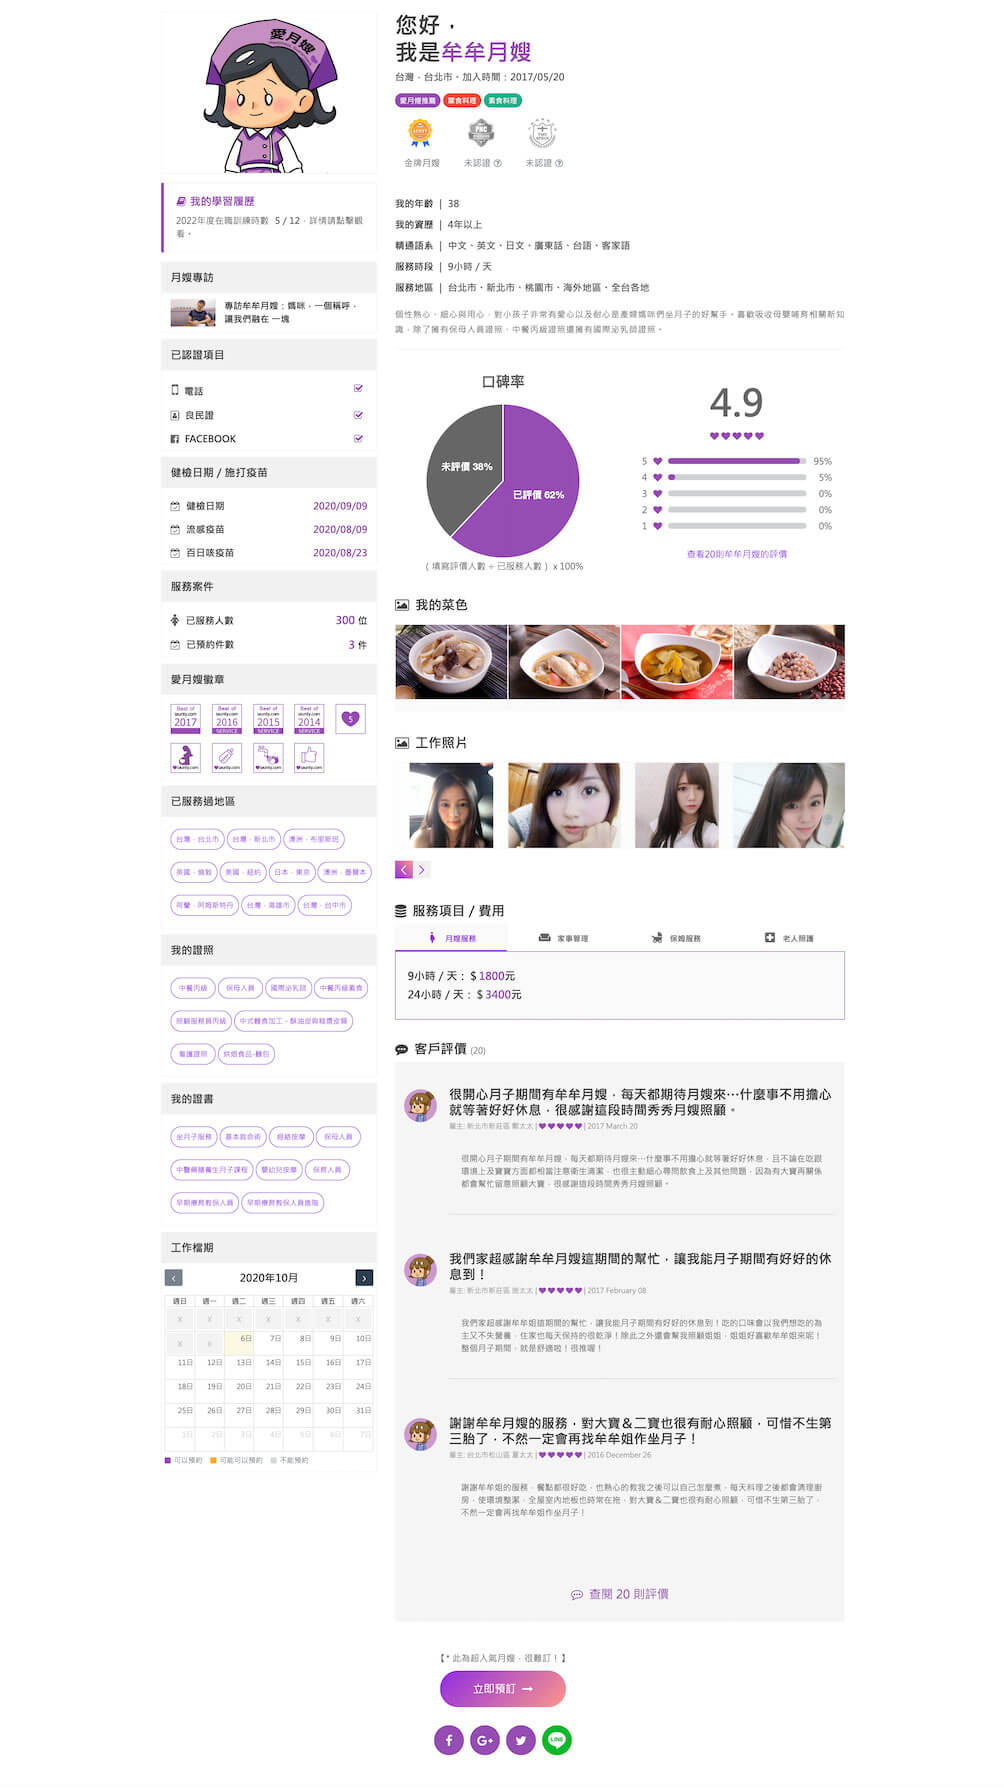 愛月嫂
我的學習履歷
2022年度在職訓練時數 5 / 12，詳情請點擊觀
看。
月嫂專訪
專訪牟牟月嫂：媽咪，一個稱呼，
讓我們融在 一塊
已認證項目
電話
良民證
FACEBOOK
健檢日期 / 施打疫苗
健檢日期 2020/09/09
流感疫苗 2020/08/09
百日咳疫苗 2020/08/23
服務案件
已服務人數 300 位
已預約件數 3 件
愛月嫂徽章
Best of Best of Best of Best of
iaunty.com iaunty.com iaunty.com iaunty.com
2017 2016 2015 2014 5
SERVICE SERVICE SERVICE
iaunty.com iaunty.com iaunty.com iaunty.com
已服務過地區
台灣，台北市 台灣，新北市 澳洲，布里斯班
英國，倫敦 美國，紐約 日本，東京 澳洲，墨爾本
荷蘭，阿姆斯特丹 台灣，高雄市 台灣，台中市
我的證照
中餐丙級 保母人員 國際泌乳師 中餐丙級素食
照顧服務員丙級 中式麵食加工－酥油皮與糕漿皮類
看護證照 烘焙食品-麵包
我的證書
坐月子服務 基本救命術 經絡按摩 保母人員
中醫藥膳養生月子課程 嬰幼兒按摩 保育人員
早期療育教保人員 早期療育教保人員進階
工作檔期
‹ 2020年10月 ›
週日 週一 週二 週三 週四 週五 週六
X X X X X X X
X X 6日 7日 8日 9日 10日
11日 12日 13日 14日 15日 16日 17日
18日 19日 20日 21日 22日 23日 24日
25日 26日 27日 28日 29日 30日 31日
1日 2日 3日 4日 5日 6日 7日
可以預約 可能可以預約 不能預約
您好，
我是牟牟月嫂
台灣，台北市・加入時間：2017/05/20
愛月嫂推薦 葷食料理 素食料理
PNC
金牌月嫂 未認證 未認證
我的年齡 | 38
我的資歷 | 4年以上
精通語系 | 中文、英文、日文、廣東話、台語、客家語
服務時段 | 9小時 / 天
服務地區 | 台北市、新北市、桃園市、海外地區、全台各地
個性熱心、細心與用心，對小孩子非常有愛心以及耐心是產婦媽咪們坐月子的好幫手。喜歡吸收母嬰哺育相關新知
識，除了擁有保母人員證照，中餐丙級證照還擁有國際泌乳師證照。
口碑率
未評價 38%
已評價 62%
( 填寫評價人數 ÷ 已服務人數 ) x 100%
4.9
5 95%
4 5%
3 0%
2 0%
1 0%
查看20則牟牟月嫂的評價
我的菜色
工作照片
服務項目 / 費用
月嫂服務 家事管理 保姆服務 老人照護
9小時 / 天：＄1800元
24小時 / 天：＄3400元
客戶評價 (20)
很開心月子期間有牟牟月嫂，每天都期待月嫂來…什麼事不用擔心
就等著好好休息，很感謝這段時間秀秀月嫂照顧。
雇主: 新北市新莊區 鄭太太 | | 2017 March 20
很開心月子期間有牟牟月嫂，每天都期待月嫂來…什麼事不用擔心就等著好好休息，且不論在吃跟
環境上及寶寶方面都相當注意衛生清潔，也很主動細心尋問飲食上及其他問題，因為有大寶再關係
都會幫忙留意照顧大寶，很感謝這段時間秀秀月嫂照顧。
我們家超感謝牟牟月嫂這期間的幫忙，讓我能月子期間有好好的休
息到！
雇主: 新北市新莊區 施太太 | | 2017 February 08
我們家超感謝牟牟姐這期間的幫忙，讓我能月子期間有好好的休息到！吃的口味會以我們想吃的為
主又不失營養，住家也每天保持的很乾淨！除此之外還會幫我照顧姐姐，姐姐好喜歡牟牟姐來呢！
整個月子期間，就是舒適啦！很推喔！
謝謝牟牟月嫂的服務，對大寶＆二寶也很有耐心照顧，可惜不生第
三胎了，不然一定會再找牟牟姐作坐月子！
雇主: 台北市松山區 夏太太 | | 2016 December 26
謝謝牟牟姐的服務，餐點都很好吃，也熱心的教我之後可以自己怎麼煮，每天料理之後都會清理廚
房，使環境整潔，全屋室內地板也時常在拖，對大寶＆二寶也很有耐心照顧，可惜不生第三胎了，
不然一定會再找牟牟姐作坐月子！
查閱 20 則評價
【* 此為超人氣月嫂，很難訂！】
立即預訂
f G+ LINE